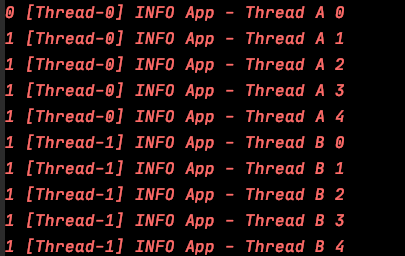 0 [Thread-0] INFO App - Thread A 0
1 [Thread-0] INFO App - Thread A 1
1 [Thread-0] INFO App - Thread A 2
1 [Thread-0] INFO App - Thread A 3
1 [Thread-0] INFO App - Thread A 4
1 [Thread-1] INFO App - Thread B 0
1 [Thread-1] INFO App - Thread B 1
1 [Thread-1] INFO App - Thread B 2
1 [Thread-1] INFO App - Thread B 3
1 [Thread-1] INFO App - Thread B 4